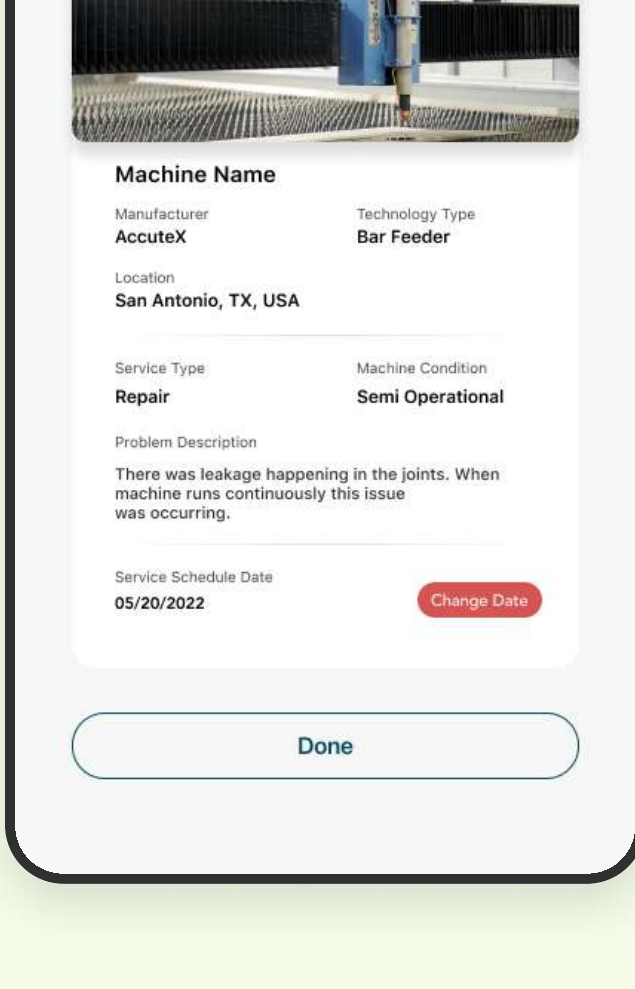 Machine Name
Manufacturer
Technology Type
AccuteX
Bar Feeder
Location
San Antonio, TX, USA
Service Type
Machine Condition
Repair
Semi Operational
Problem Description
There was leakage happening in the joints. When
machine runs continuously this issue
was occurring.
Service Schedule Date
05/20/2022
Change Date
Done